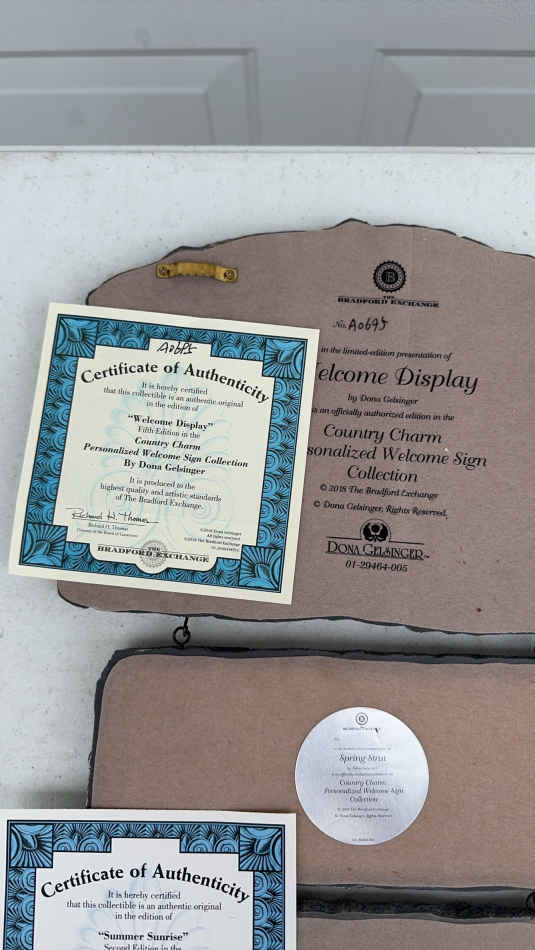 THE
BRADFORD EXCHANGE
No. A0695
in the limited-edition presentation of
elcome Display
by Dona Gelsinger
is an officially authorized edition in the
Country Charm
sonalized Welcome Sign
Collection
© 2018 The Bradford Exchange
© Dona Gelsinger, Rights Reserved.
DONA GELSINGER™
01-29464-005
A0695
Certificate of Authenticity
It is hereby certified
that this collectible is an authentic original
in the edition of
“Welcome Display”
Fifth Edition in the
Country Charm
Personalized Welcome Sign Collection
By Dona Gelsinger
It is produced to the
highest quality and artistic standards
of The Bradford Exchange.
Richard H. Thomas
Richard H. Thomas
THE
BRADFORD EXCHANGE
Spring Strut
Country Charm
Personalized Welcome Sign
Collection
Certificate of Authenticity
It is hereby certified
that this collectible is an authentic original
in the edition of
“Summer Sunrise”
Second Edition in the